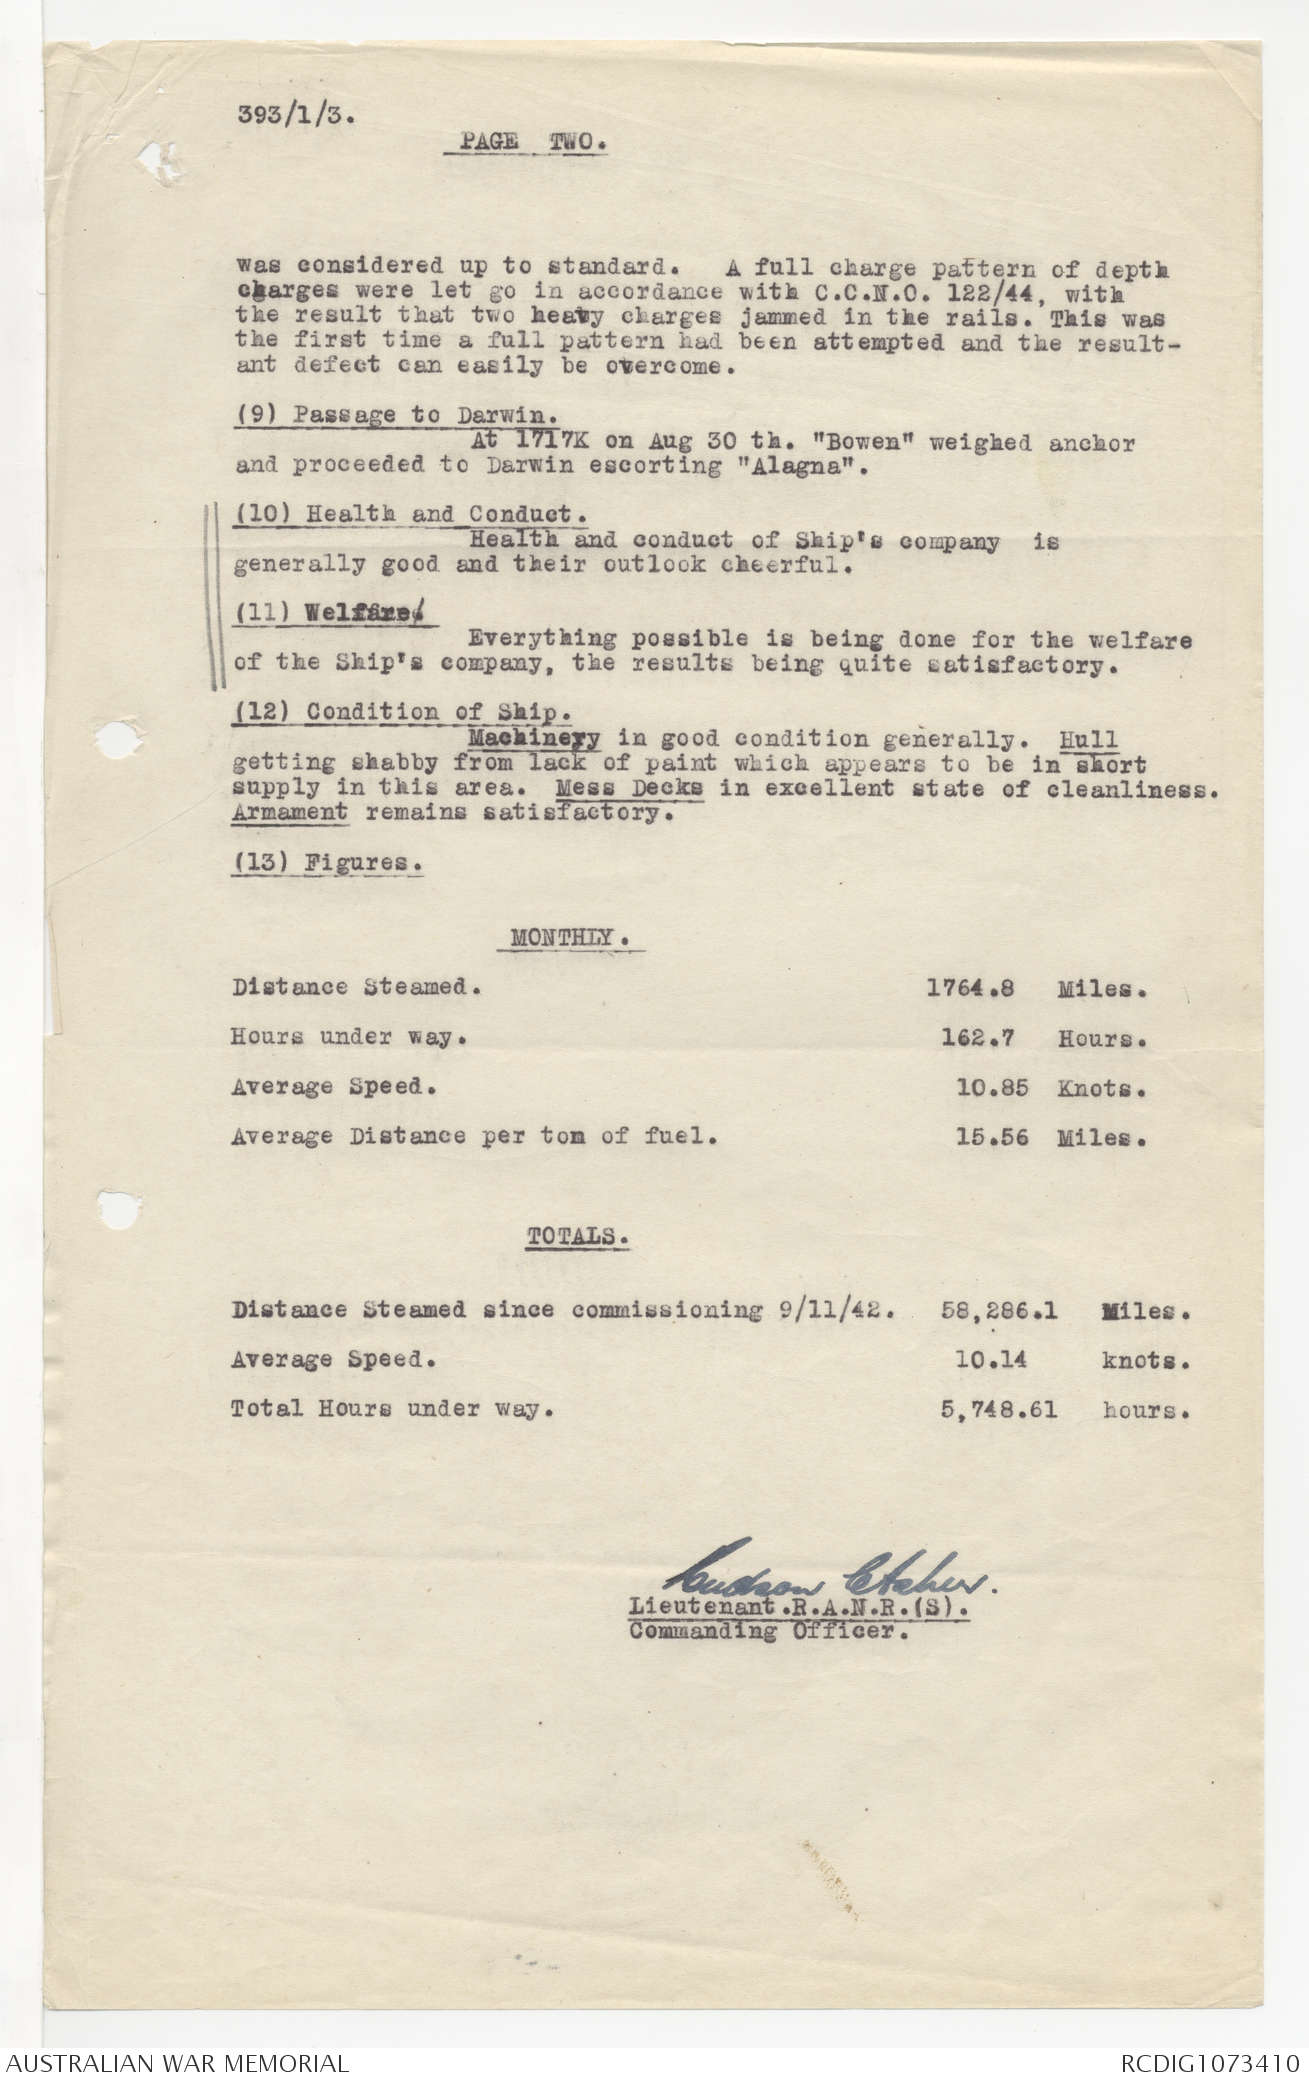 393/1/3.
PAGE TWO.
was considered up to standard. A full charge pattern of depth
charges were let go in accordance with C.C.N.O. 122/44, with
the result that two heavy charges jammed in the rails. This was
the first time a full pattern had been attempted and the result-
ant defect can easily be overcome.
(9) Passage to Darwin.
At 1717K on Aug 30 th. "Bowen" weighed anchor
and proceeded to Darwin escorting "Alagna".
(10) Health and Conduct.
Health and conduct of Ship's company is
generally good and their outlook cheerful.
(11) Welfare.
Everything possible is being done for the welfare
of the Ship's company, the results being quite satisfactory.
(12) Condition of Ship.
Machinery in good condition generally. Hull
getting shabby from lack of paint which appears to be in short
supply in this area. Mess Decks in excellent state of cleanliness.
Armament remains satisfactory.
(13) Figures.
MONTHLY.
Distance Steamed. 1764.8 Miles.
Hours under way. 162.7 Hours.
Average Speed. 10.85 Knots.
Average Distance per ton of fuel. 15.56 Miles.
TOTALS.
Distance Steamed since commissioning 9/11/42. 58,286.1 Miles.
Average Speed. 10.14 knots.
Total Hours under way. 5,748.61 hours.
Lieutenant.R.A.N.R.(S).
Commanding Officer.
AUSTRALIAN WAR MEMORIAL
RCDIG1073410